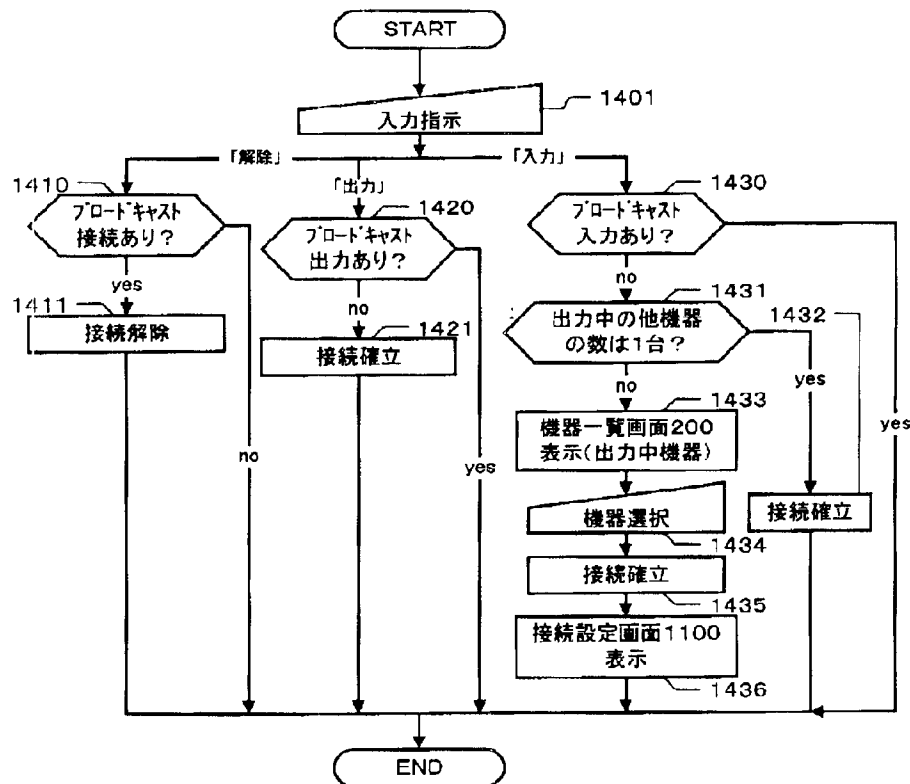 START
1401
入力指示
「解除」
「出力」
「入力」
1410
ブロードキャスト
接続あり？
yes
no
1411
接続解除
1420
ブロードキャスト
出力あり？
no
yes
1421
接続確立
1430
ブロードキャスト
入力あり？
no
yes
1431
出力中の他機器
の数は1台？
no
yes
1432
接続確立
1433
機器一覧画面200
表示(出力中機器)
機器選択
1434
接続確立
1435
接続設定画面1100
表示
1436
END